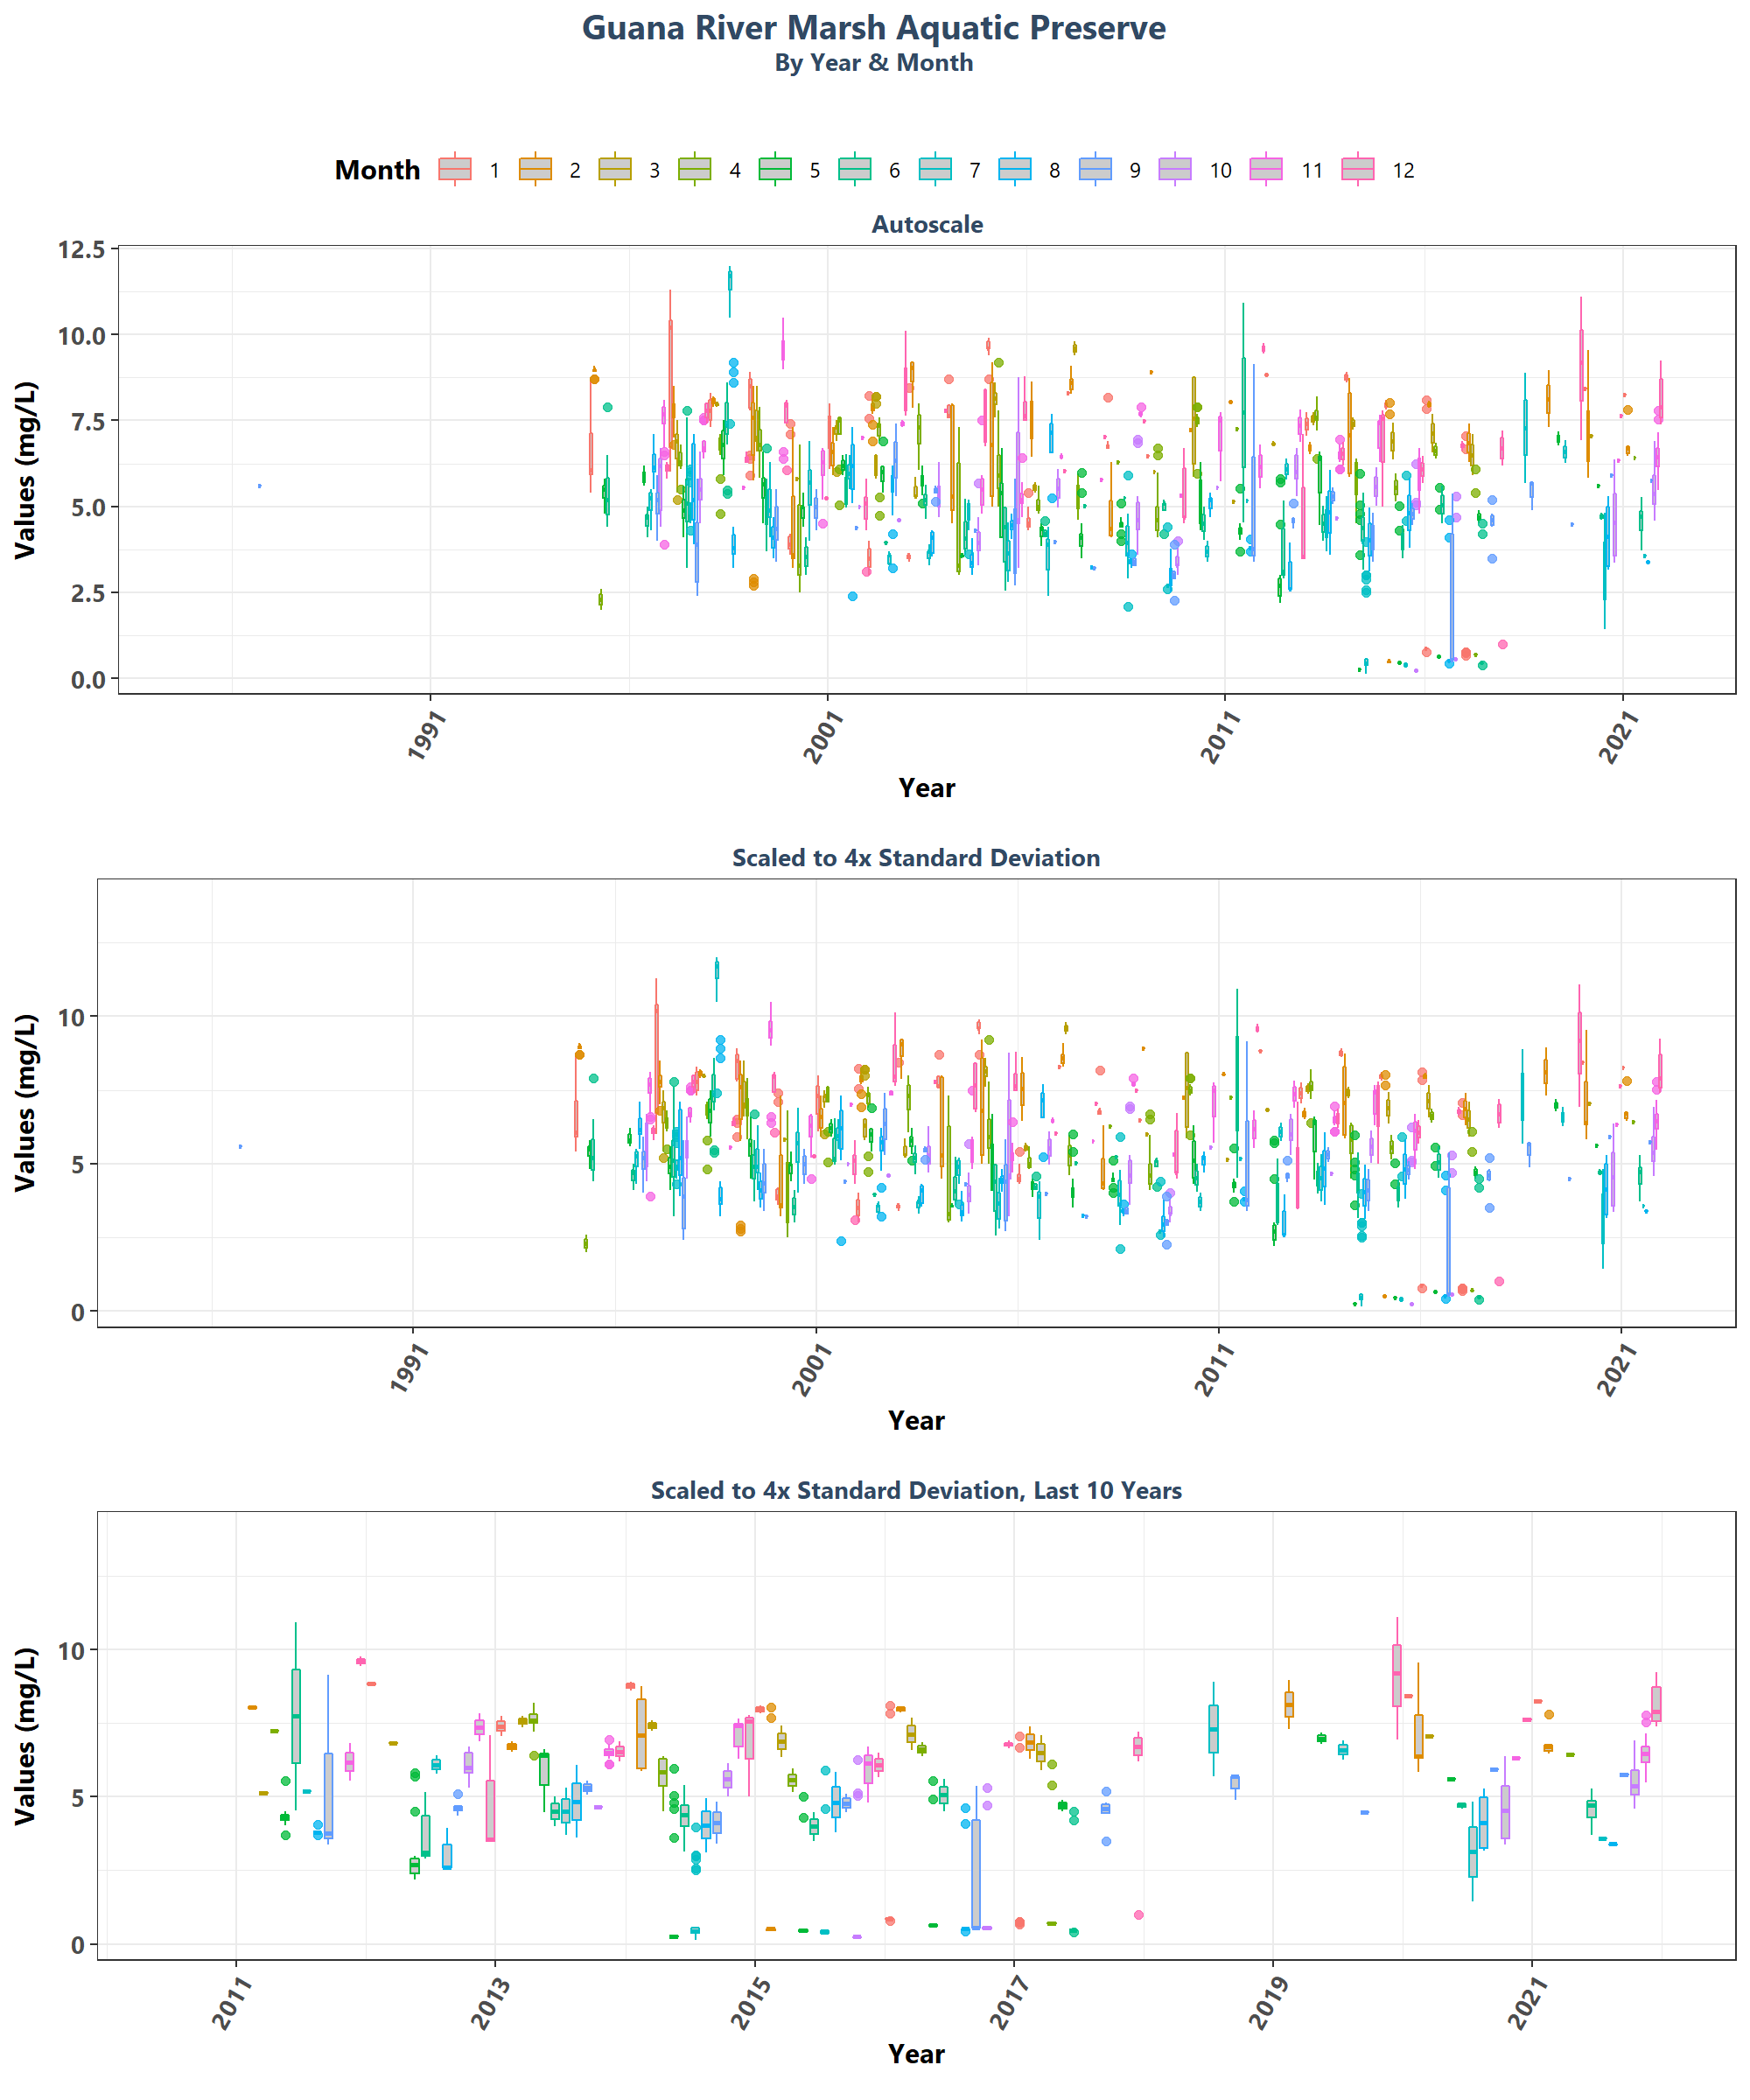 Guana River Marsh Aquatic Preserve
By Year & Month
Month 1 2 3 4 5 6 7 8 9 10 11 12
Autoscale
12.5
10.0
7.5
5.0
2.5
0.0
Values (mg/L)
1991 2001 2011 2021
Year
Scaled to 4x Standard Deviation
10
5
0
Values (mg/L)
1991 2001 2011 2021
Year
Scaled to 4x Standard Deviation, Last 10 Years
10
5
0
Values (mg/L)
2011 2013 2015 2017 2019 2021
Year